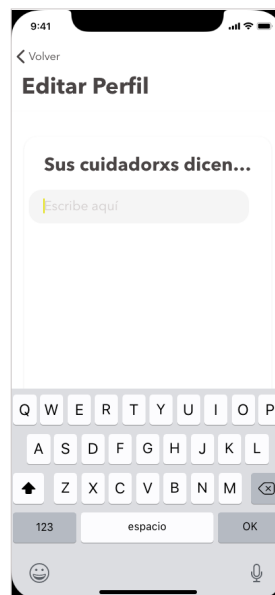 9:41
Volver
Editar Perfil
Sus cuidadorxs dicen...
Escribe aquí
Q W E R T Y U I O P
A S D F G H J K L
Z X C V B N M
123 espacio OK